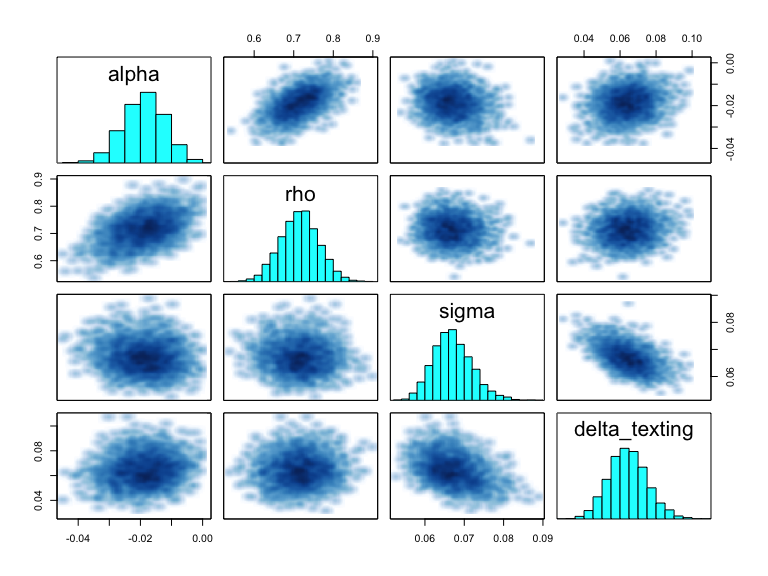 0.6 0.7 0.8 0.9 0.04 0.06 0.08 0.10
alpha
-0.04 -0.02 0.00
0.6 0.7 0.8 0.9
rho
sigma
0.06 0.08
0.04 0.08
delta_texting
-0.04 -0.02 0.00 0.06 0.07 0.08 0.09